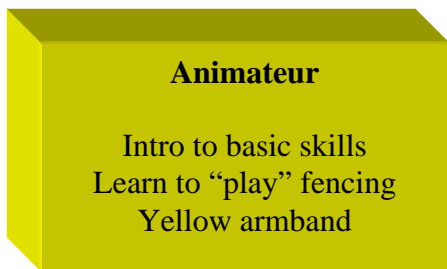 Animateur
Intro to basic skills
Learn to “play” fencing
Yellow armband